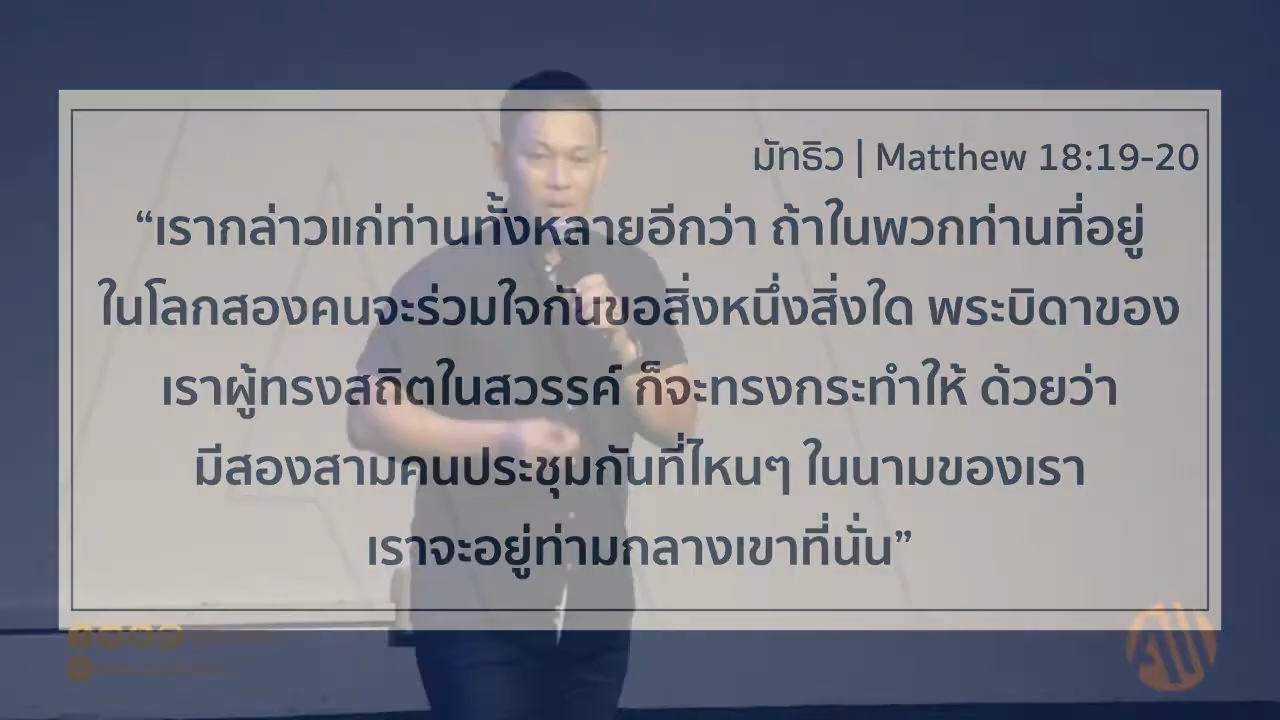 มัทธิว | Matthew 18:19-20
“เรากล่าวแก่ท่านทั้งหลายอีกว่า ถ้าในพวกท่านที่อยู่
ในโลกสองคนจะร่วมใจกันขอสิ่งหนึ่งสิ่งใด พระบิดาของ
เราผู้ทรงสถิตในสวรรค์ ก็จะทรงกระทำให้ ด้วยว่า
มีสองสามคนประชุมกันที่ไหนๆ ในนามของเรา
เราจะอยู่ท่ามกลางเขาที่นั่น”